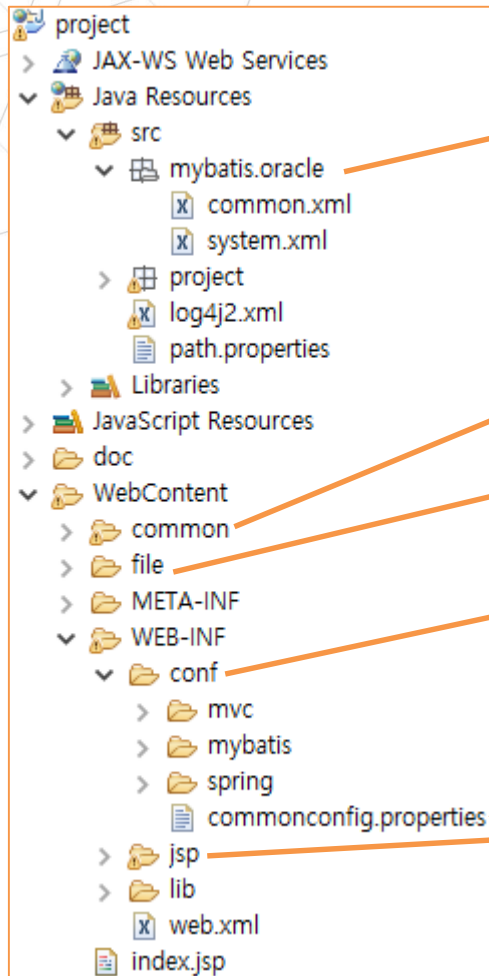 project
JAX-WS Web Services
Java Resources
src
mybatis.oracle
common.xml
system.xml
project
log4j2.xml
path.properties
Libraries
JavaScript Resources
doc
WebContent
common
file
META-INF
WEB-INF
conf
mvc
mybatis
spring
commonconfig.properties
jsp
lib
web.xml
index.jsp